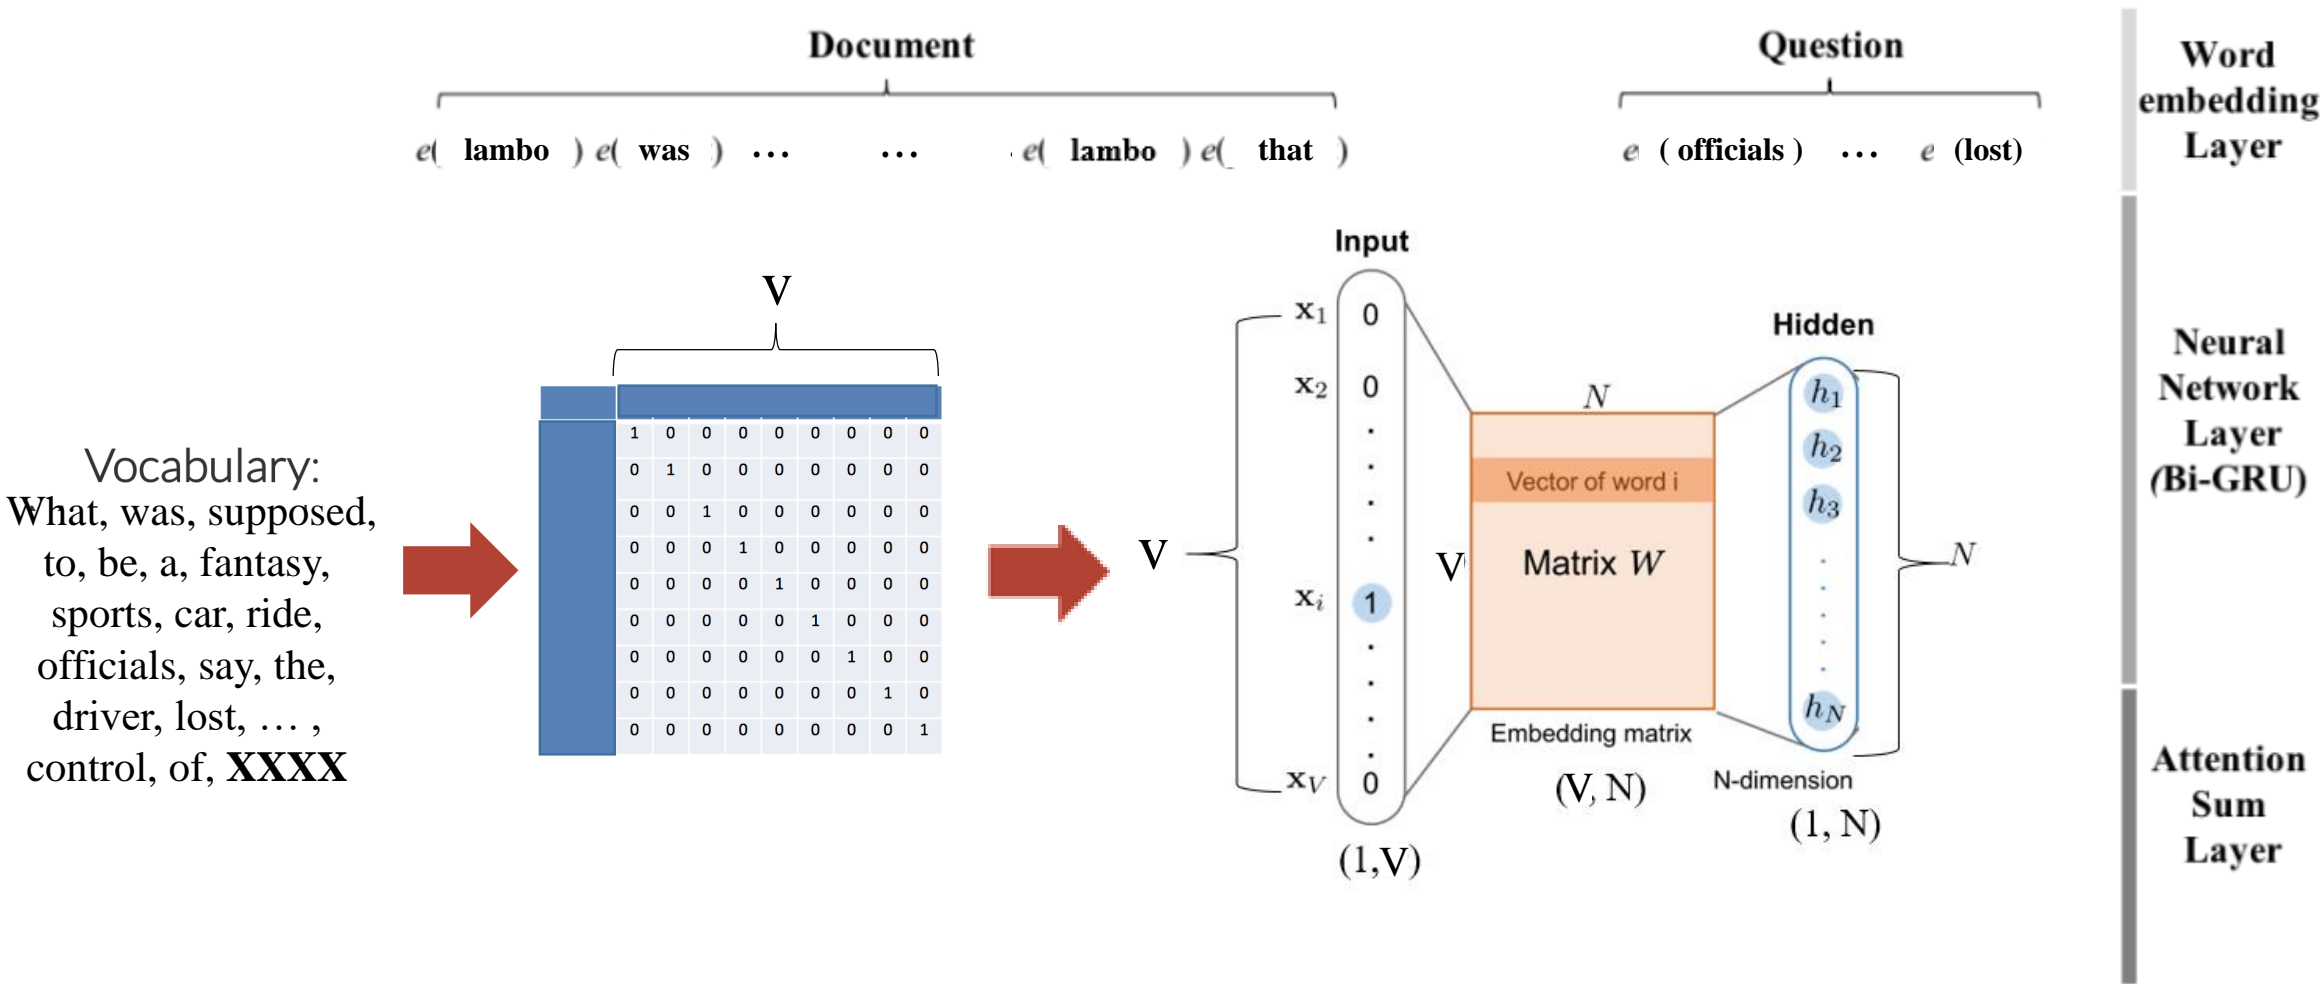 Document
Question
e( lambo ) e( was ) ... ... e( lambo ) e( that )
e ( officials ) ... e (lost)
Word
embedding
Layer
Neural
Network
Layer
(Bi-GRU)
Attention
Sum
Layer
Vocabulary:
What, was, supposed,
to, be, a, fantasy,
sports, car, ride,
officials, say, the,
driver, lost, … ,
control, of, XXXX
V
1 0 0 0 0 0 0 0 0
0 1 0 0 0 0 0 0 0
0 0 1 0 0 0 0 0 0
0 0 0 1 0 0 0 0 0
0 0 0 0 1 0 0 0 0
0 0 0 0 0 1 0 0 0
0 0 0 0 0 0 1 0 0
0 0 0 0 0 0 0 1 0
0 0 0 0 0 0 0 0 1
Input
V
x1 0
x2 0
xi 1
xV 0
(1,V)
N
V
Vector of word i
Matrix W
Embedding matrix
(V, N)
Hidden
h1
h2
h3
hN
N
N-dimension
(1, N)